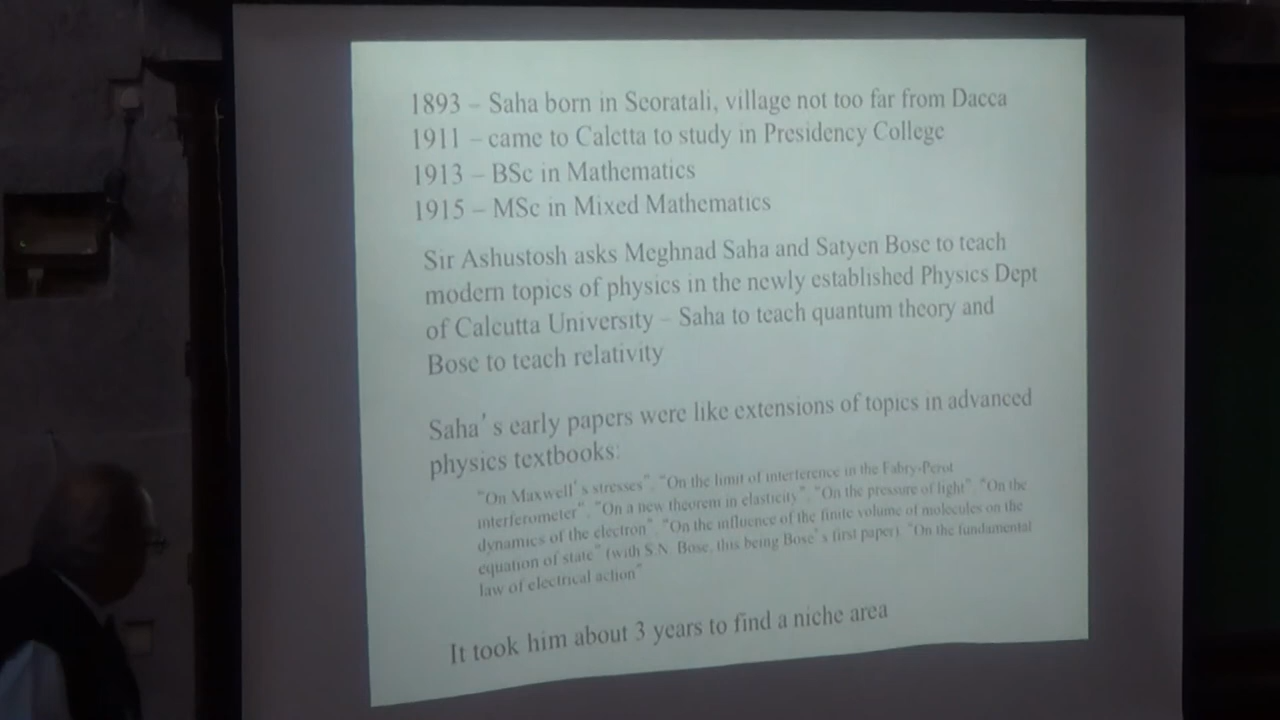 1893 – Saha born in Seoratali, village not too far from Dacca
1911 – came to Calctta to study in Presidency College
1913 – BSc in Mathematics
1915 – MSc in Mixed Mathematics
Sir Ashustosh asks Meghnad Saha and Satyen Bose to teach
modern topics of physics in the newly established Physics Dept
of Calcutta University – Saha to teach quantum theory and
Bose to teach relativity
Saha's early papers were like extensions of topics in advanced
physics textbooks:
"On Maxwell's stresses", "On the limit of interference in the Fabry-Perot
interferometer", "On a new theorem in elasticity", "On the pressure of light", "On the
dynamics of the electron", "On the influence of the finite volume of molecules on the
equation of state" (with S.N. Bose, this being Bose's first paper), "On the fundamental
law of electrical action"
It took him about 3 years to find a niche area